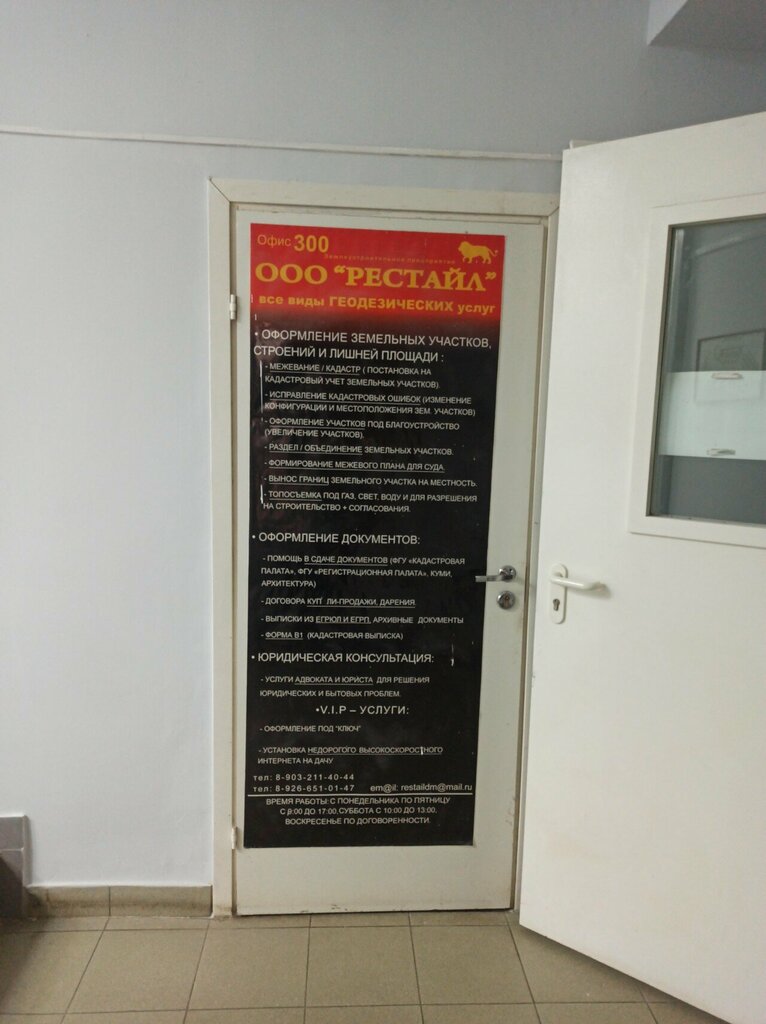 Офис 300
Землеустроительное предприятие
ООО "РЕСТАЙЛ"
все виды ГЕОДЕЗИЧЕСКИХ услуг
• ОФОРМЛЕНИЕ ЗЕМЕЛЬНЫХ УЧАСТКОВ,
СТРОЕНИЙ И ЛИШНЕЙ ПЛОЩАДИ :
- МЕЖЕВАНИЕ / КАДАСТР ( ПОСТАНОВКА НА
КАДАСТРОВЫЙ УЧЕТ ЗЕМЕЛЬНЫХ УЧАСТКОВ).
- ИСПРАВЛЕНИЕ КАДАСТРОВЫХ ОШИБОК (ИЗМЕНЕНИЕ
КОНФИГУРАЦИИ И МЕСТОПОЛОЖЕНИЯ ЗЕМ. УЧАСТКОВ)
- ОФОРМЛЕНИЕ УЧАСТКОВ ПОД БЛАГОУСТРОЙСТВО
(УВЕЛИЧЕНИЕ УЧАСТКОВ).
- РАЗДЕЛ / ОБЪЕДИНЕНИЕ ЗЕМЕЛЬНЫХ УЧАСТКОВ.
- ФОРМИРОВАНИЕ МЕЖЕВОГО ПЛАНА ДЛЯ СУДА.
- ВЫНОС ГРАНИЦ ЗЕМЕЛЬНОГО УЧАСТКА НА МЕСТНОСТЬ.
- ТОПОСЪЕМКА ПОД ГАЗ, СВЕТ, ВОДУ И ДЛЯ РАЗРЕШЕНИЯ
НА СТРОИТЕЛЬСТВО + СОГЛАСОВАНИЯ.
• ОФОРМЛЕНИЕ ДОКУМЕНТОВ:
- ПОМОЩЬ В СДАЧЕ ДОКУМЕНТОВ (ФГУ «КАДАСТРОВАЯ
ПАЛАТА», ФГУ «РЕГИСТРАЦИОННАЯ ПАЛАТА», КУМИ,
АРХИТЕКТУРА)
- ДОГОВОРА КУП ЛИ-ПРОДАЖИ, ДАРЕНИЯ.
- ВЫПИСКИ ИЗ ЕГРЮЛ И ЕГРП, АРХИВНЫЕ ДОКУМЕНТЫ
- ФОРМА В1 (КАДАСТРОВАЯ ВЫПИСКА)
• ЮРИДИЧЕСКАЯ КОНСУЛЬТАЦИЯ:
- УСЛУГИ АДВОКАТА И ЮРИСТА ДЛЯ РЕШЕНИЯ
ЮРИДИЧЕСКИХ И БЫТОВЫХ ПРОБЛЕМ.
•V.I.P – УСЛУГИ:
- ОФОРМЛЕНИЕ ПОД "КЛЮЧ"
- УСТАНОВКА НЕДОРОГОГО ВЫСОКОСКОРОСТНОГО
ИНТЕРНЕТА НА ДАЧУ
тел: 8-903-211-40-44
тел: 8-926-651-01-47 em@il: restaildm@mail.ru
ВРЕМЯ РАБОТЫ: С ПОНЕДЕЛЬНИКА ПО ПЯТНИЦУ
С 9:00 ДО 17:00, СУББОТА С 10:00 ДО 13:00,
ВОСКРЕСЕНЬЕ ПО ДОГОВОРЕННОСТИ.